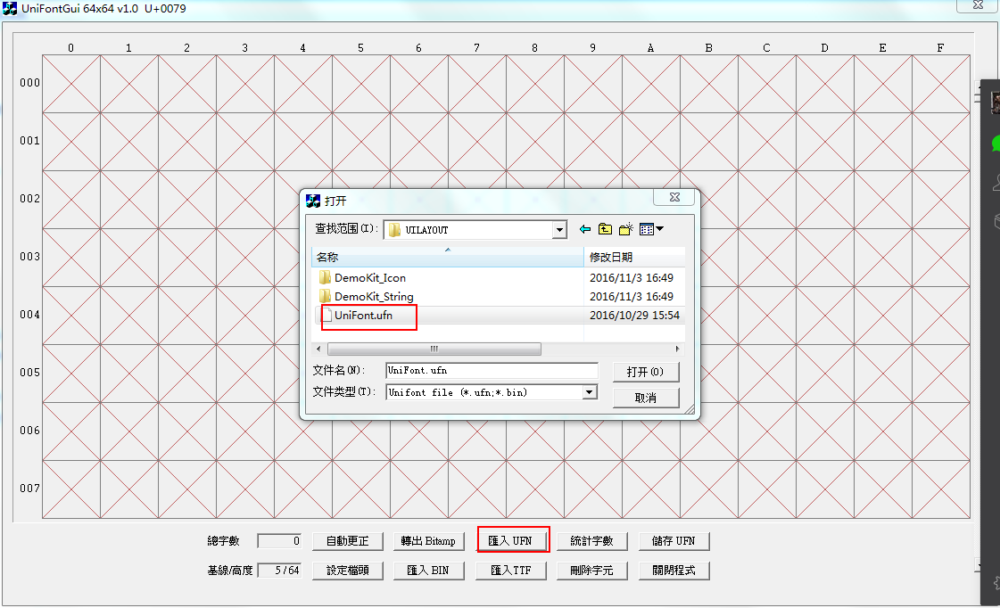 UniFontGui 64x64 v1.0 U+0079
0 1 2 3 4 5 6 7 8 9 A B C D E F
000
001
002
003
004
005
006
007
打开
查找范围(I): UILAYOUT
名称 修改日期
DemoKit_Icon 2016/11/3 16:49
DemoKit_String 2016/11/3 16:49
UniFont.ufn 2016/10/29 15:54
文件名(N): UniFont.ufn 打开(O)
文件类型(T): Unifont file (*.ufn;*.bin) 取消
總字數 0 自動更正 轉出 Bitamp 匯入 UFN 統計字數 儲存 UFN
基線/高度 5/64 設定檔頭 匯入 BIN 匯入TTF 刪除字元 關閉程式